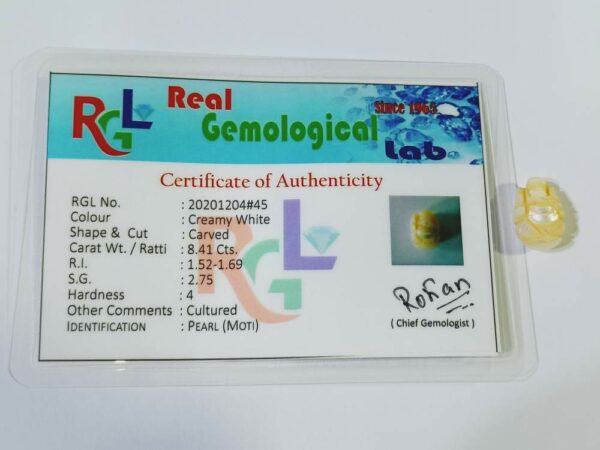 RGL
Real
Gemological
Since 1965
Lab
Certificate of Authenticity
RGL No. : 20201204#45
Colour : Creamy White
Shape & Cut : Carved
Carat Wt. / Ratti : 8.41 Cts.
R.I. : 1.52-1.69
S.G. : 2.75
Hardness : 4
Other Comments : Cultured
IDENTIFICATION : PEARL (MOTI)
RGL
Rohan
( Chief Gemologist )